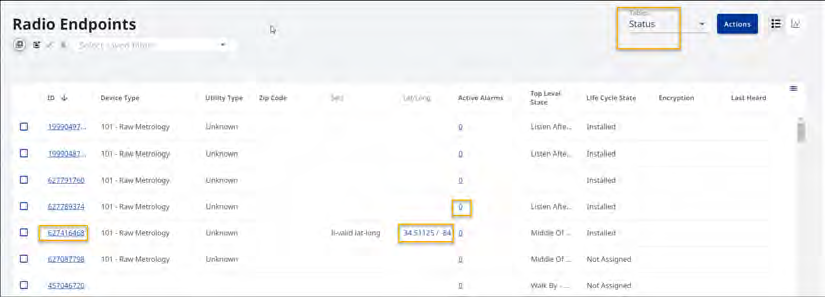 Radio Endpoints
Table:
Status
Actions
Select saved filter
ID Device Type Utility Type Zip Code Lat/Long Active Alarms Top Level State Life Cycle State Encryption Last Heard
19990497... 101 - Raw Metrology Unknown 0 Listen Afte... Installed
19990487... 101 - Raw Metrology Unknown 0 Listen Afte... Installed
627791760 101 - Raw Metrology Unknown 0 Installed
627789374 101 - Raw Metrology Unknown 0 Listen Afte... Installed
627416468 101 - Raw Metrology Unknown lat-long 34.51125 / -84 0 Middle Of ... Installed
627087798 101 - Raw Metrology Unknown 0 Middle Of ... Not Assigned
457046720 0 Walk By - ... Not Assigned